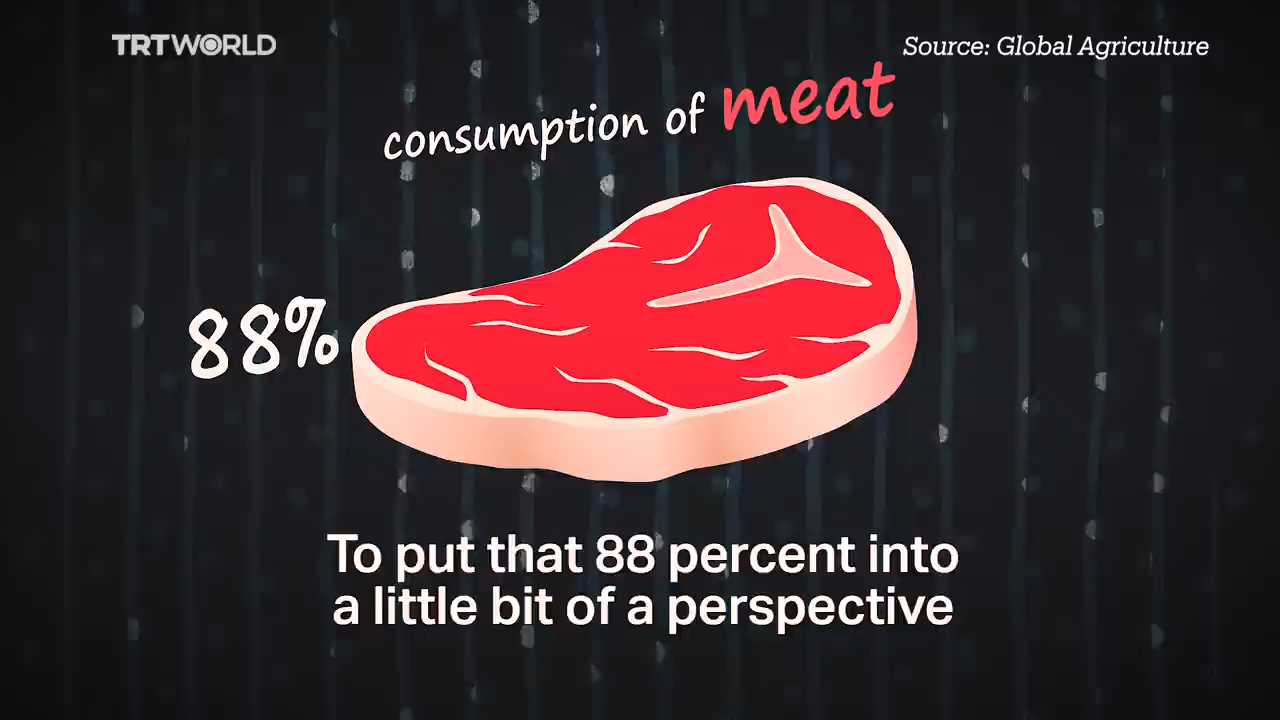 TRTWORLD
Source: Global Agriculture
consumption of meat
88%
To put that 88 percent into
a little bit of a perspective